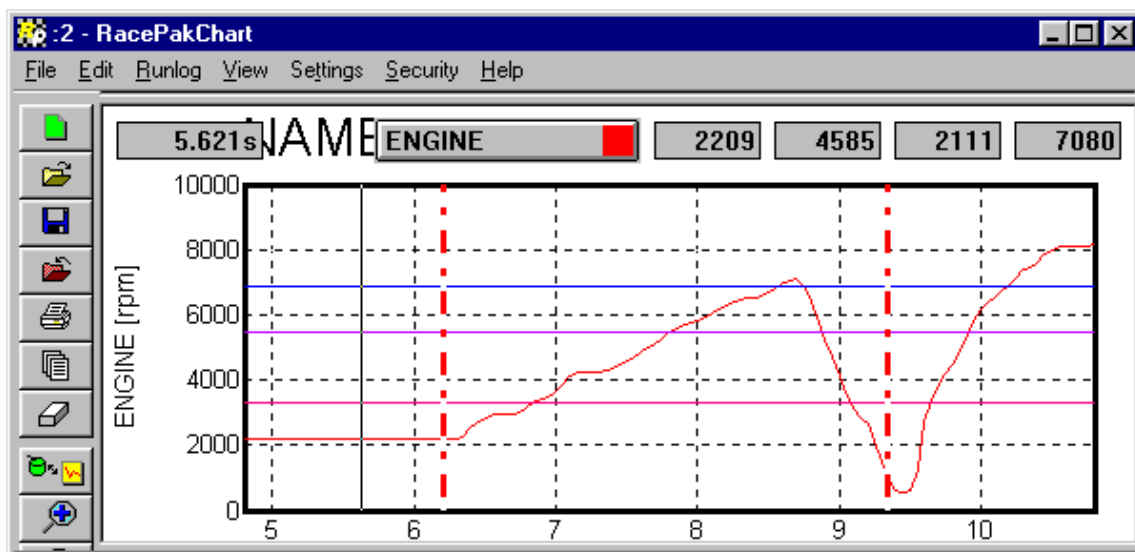 :2 - RacePakChart
File Edit Runlog View Settings Security Help
5.621s NAME ENGINE 2209 4585 2111 7080
ENGINE [rpm]
10000
8000
6000
4000
2000
0
5 6 7 8 9 10